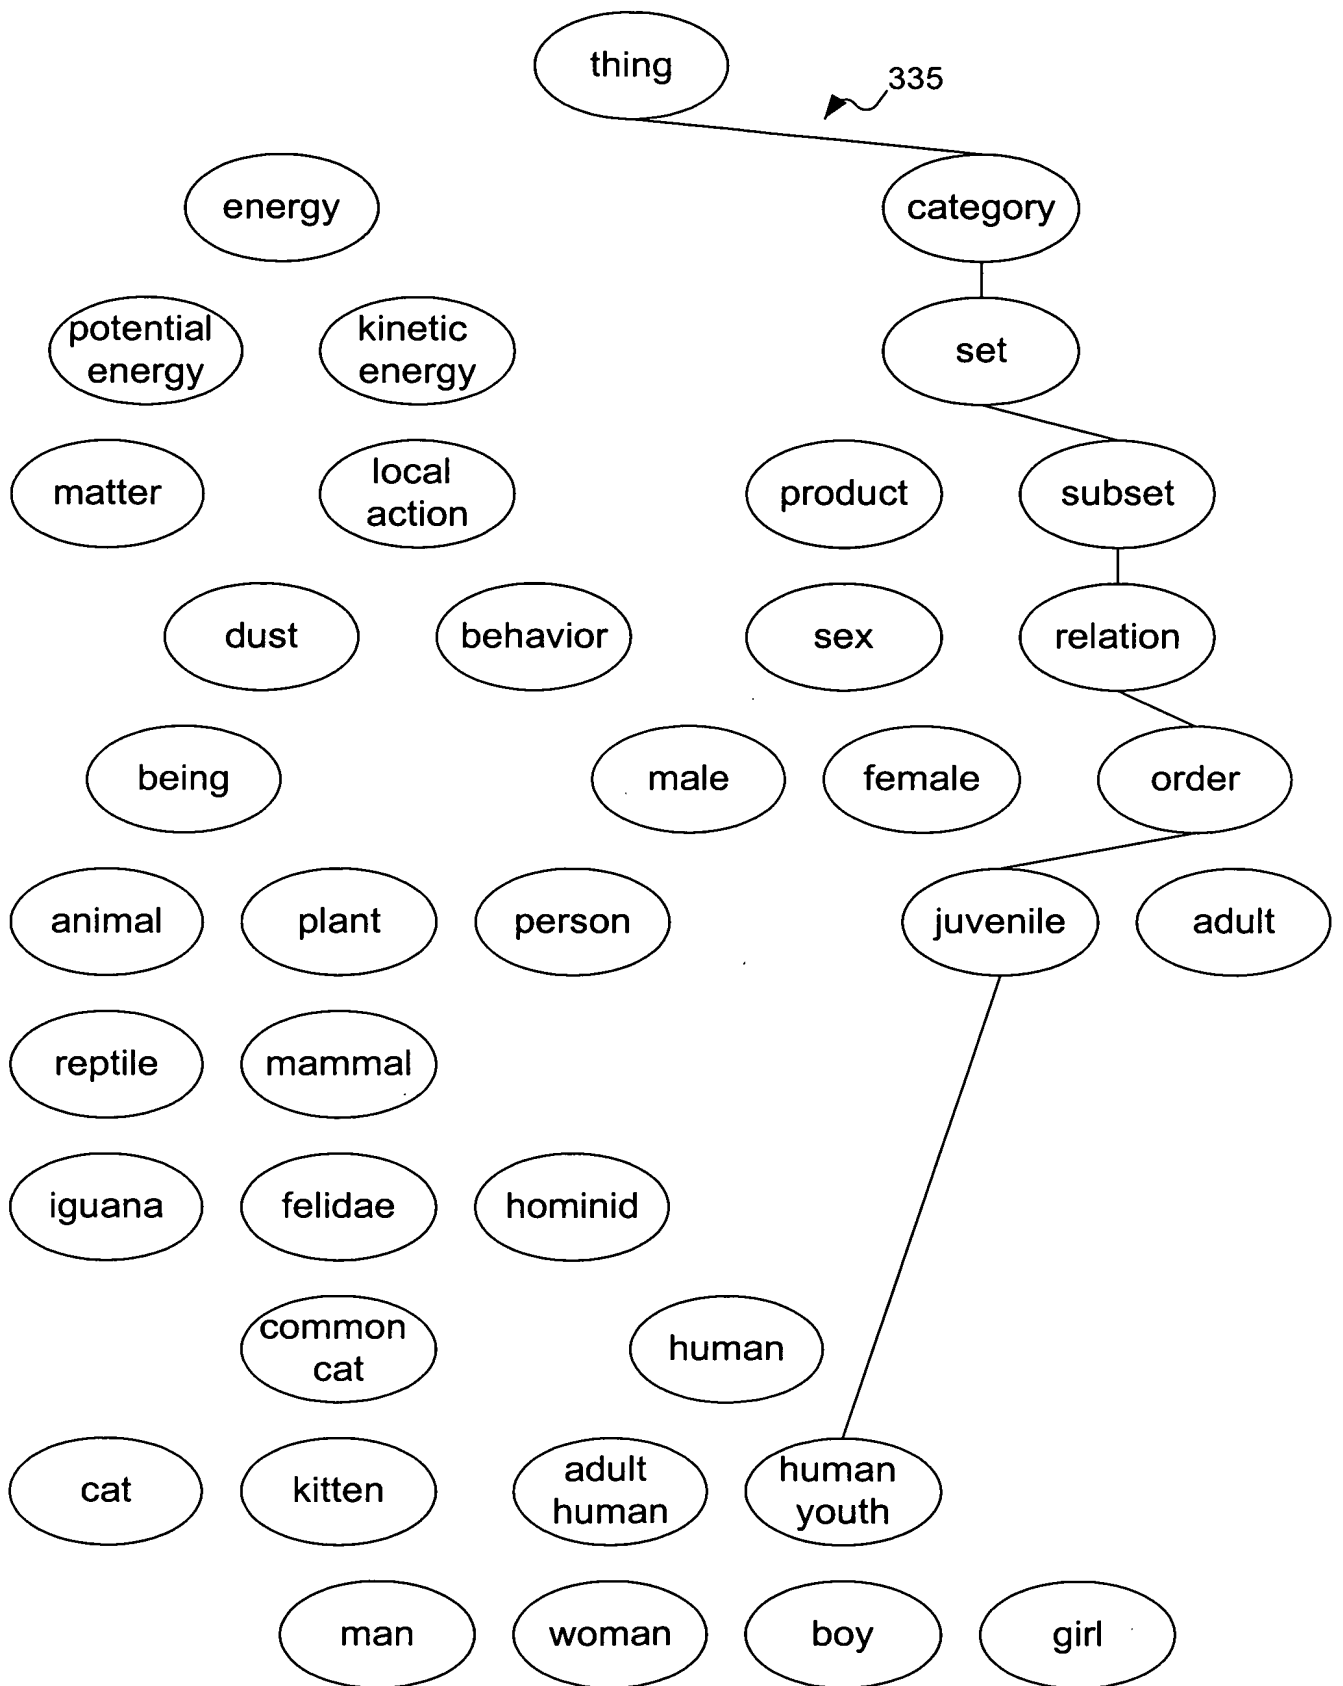 thing
335
energy
category
potential
energy
kinetic
energy
set
matter
local
action
product
subset
dust
behavior
sex
relation
being
male
female
order
animal
plant
person
juvenile
adult
reptile
mammal
iguana
felidae
hominid
common
cat
human
cat
kitten
adult
human
human
youth
man
woman
boy
girl